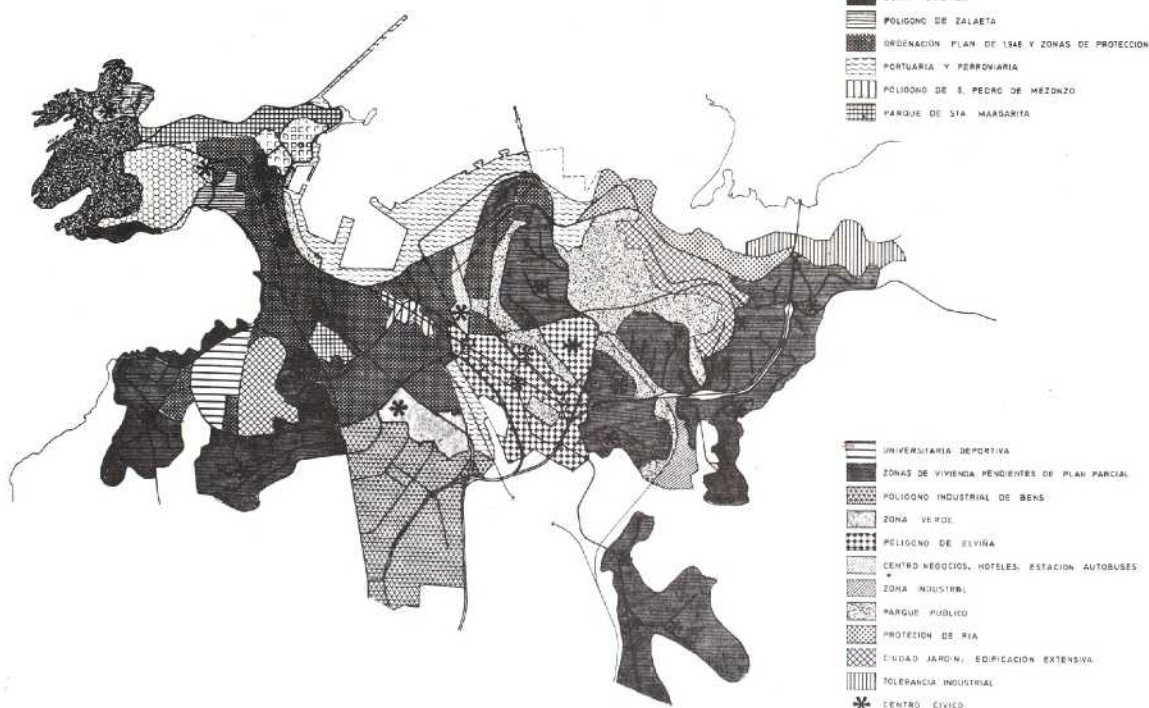 POLIGONO DE ZALAETA
ORDENACION PLAN DE 1948 Y ZONAS DE PROTECCION
PORTUARIA Y FERROVIARIA
POLIGONO DE S. PEDRO DE MEZONZO
PARQUE DE STA MARGARITA
UNIVERSITARIA DEPORTIVA
ZONAS DE VIVIENDA PENDIENTES DE PLAN PARCIAL
POLIGONO INDUSTRIAL DE BENS
ZONA VERDE
POLIGONO DE ELVIÑA
CENTRO NEGOCIOS, HOTELES, ESTACION AUTOBUSES
ZONA INDUSTRIAL
PARQUE PUBLICO
PROTECION DE RIA
CIUDAD JARDIN, EDIFICACION EXTENSIVA
TOLERANCIA INDUSTRIAL
CENTRO CIVICO